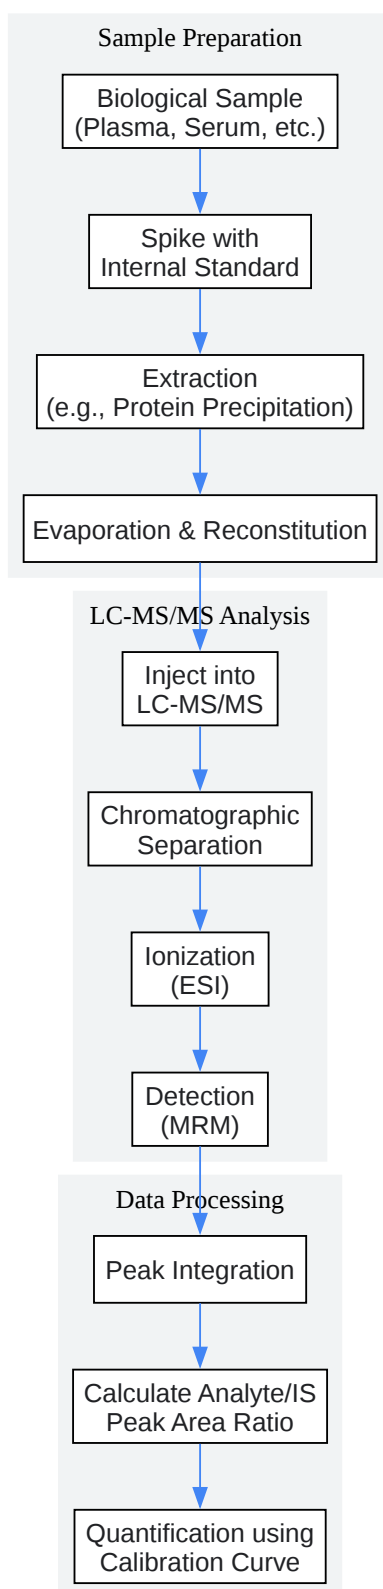 Sample Preparation
Biological Sample
(Plasma, Serum, etc.)
Spike with
Internal Standard
Extraction
(e.g., Protein Precipitation)
Evaporation & Reconstitution
LC-MS/MS Analysis
Inject into
LC-MS/MS
Chromatographic
Separation
Ionization
(ESI)
Detection
(MRM)
Data Processing
Peak Integration
Calculate Analyte/IS
Peak Area Ratio
Quantification using
Calibration Curve